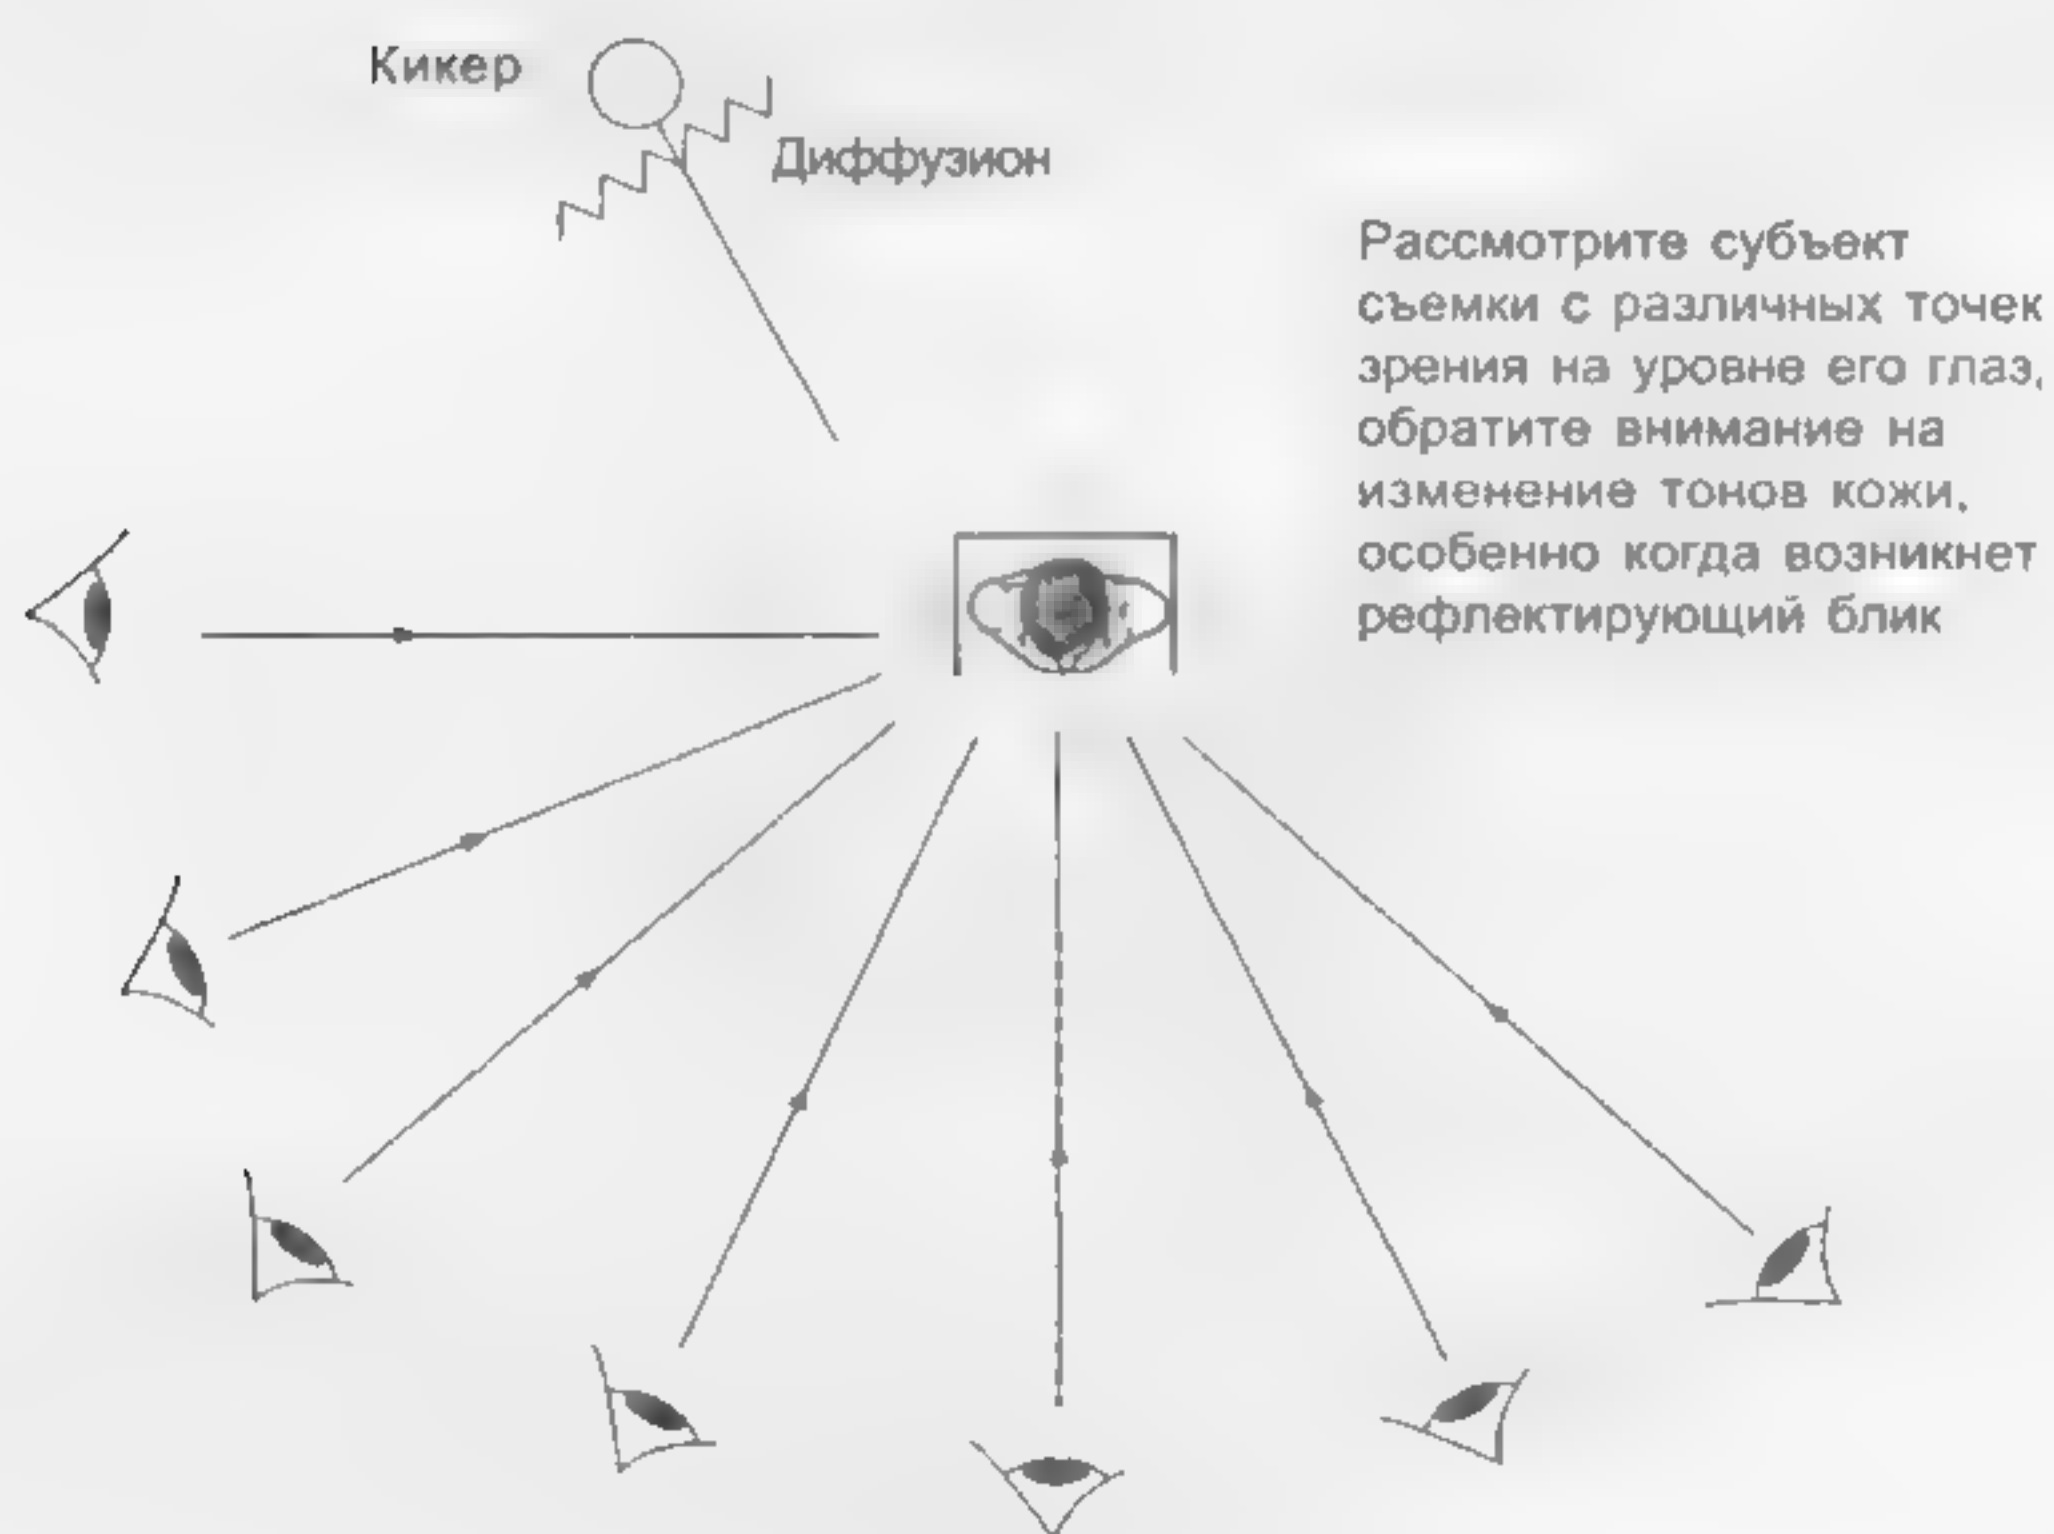 Кикер
Диффузион
Рассмотрите субъект
съемки с различных точек
зрения на уровне его глаз,
обратите внимание на
изменение тонов кожи,
особенно когда возникнет
рефлектирующий блик